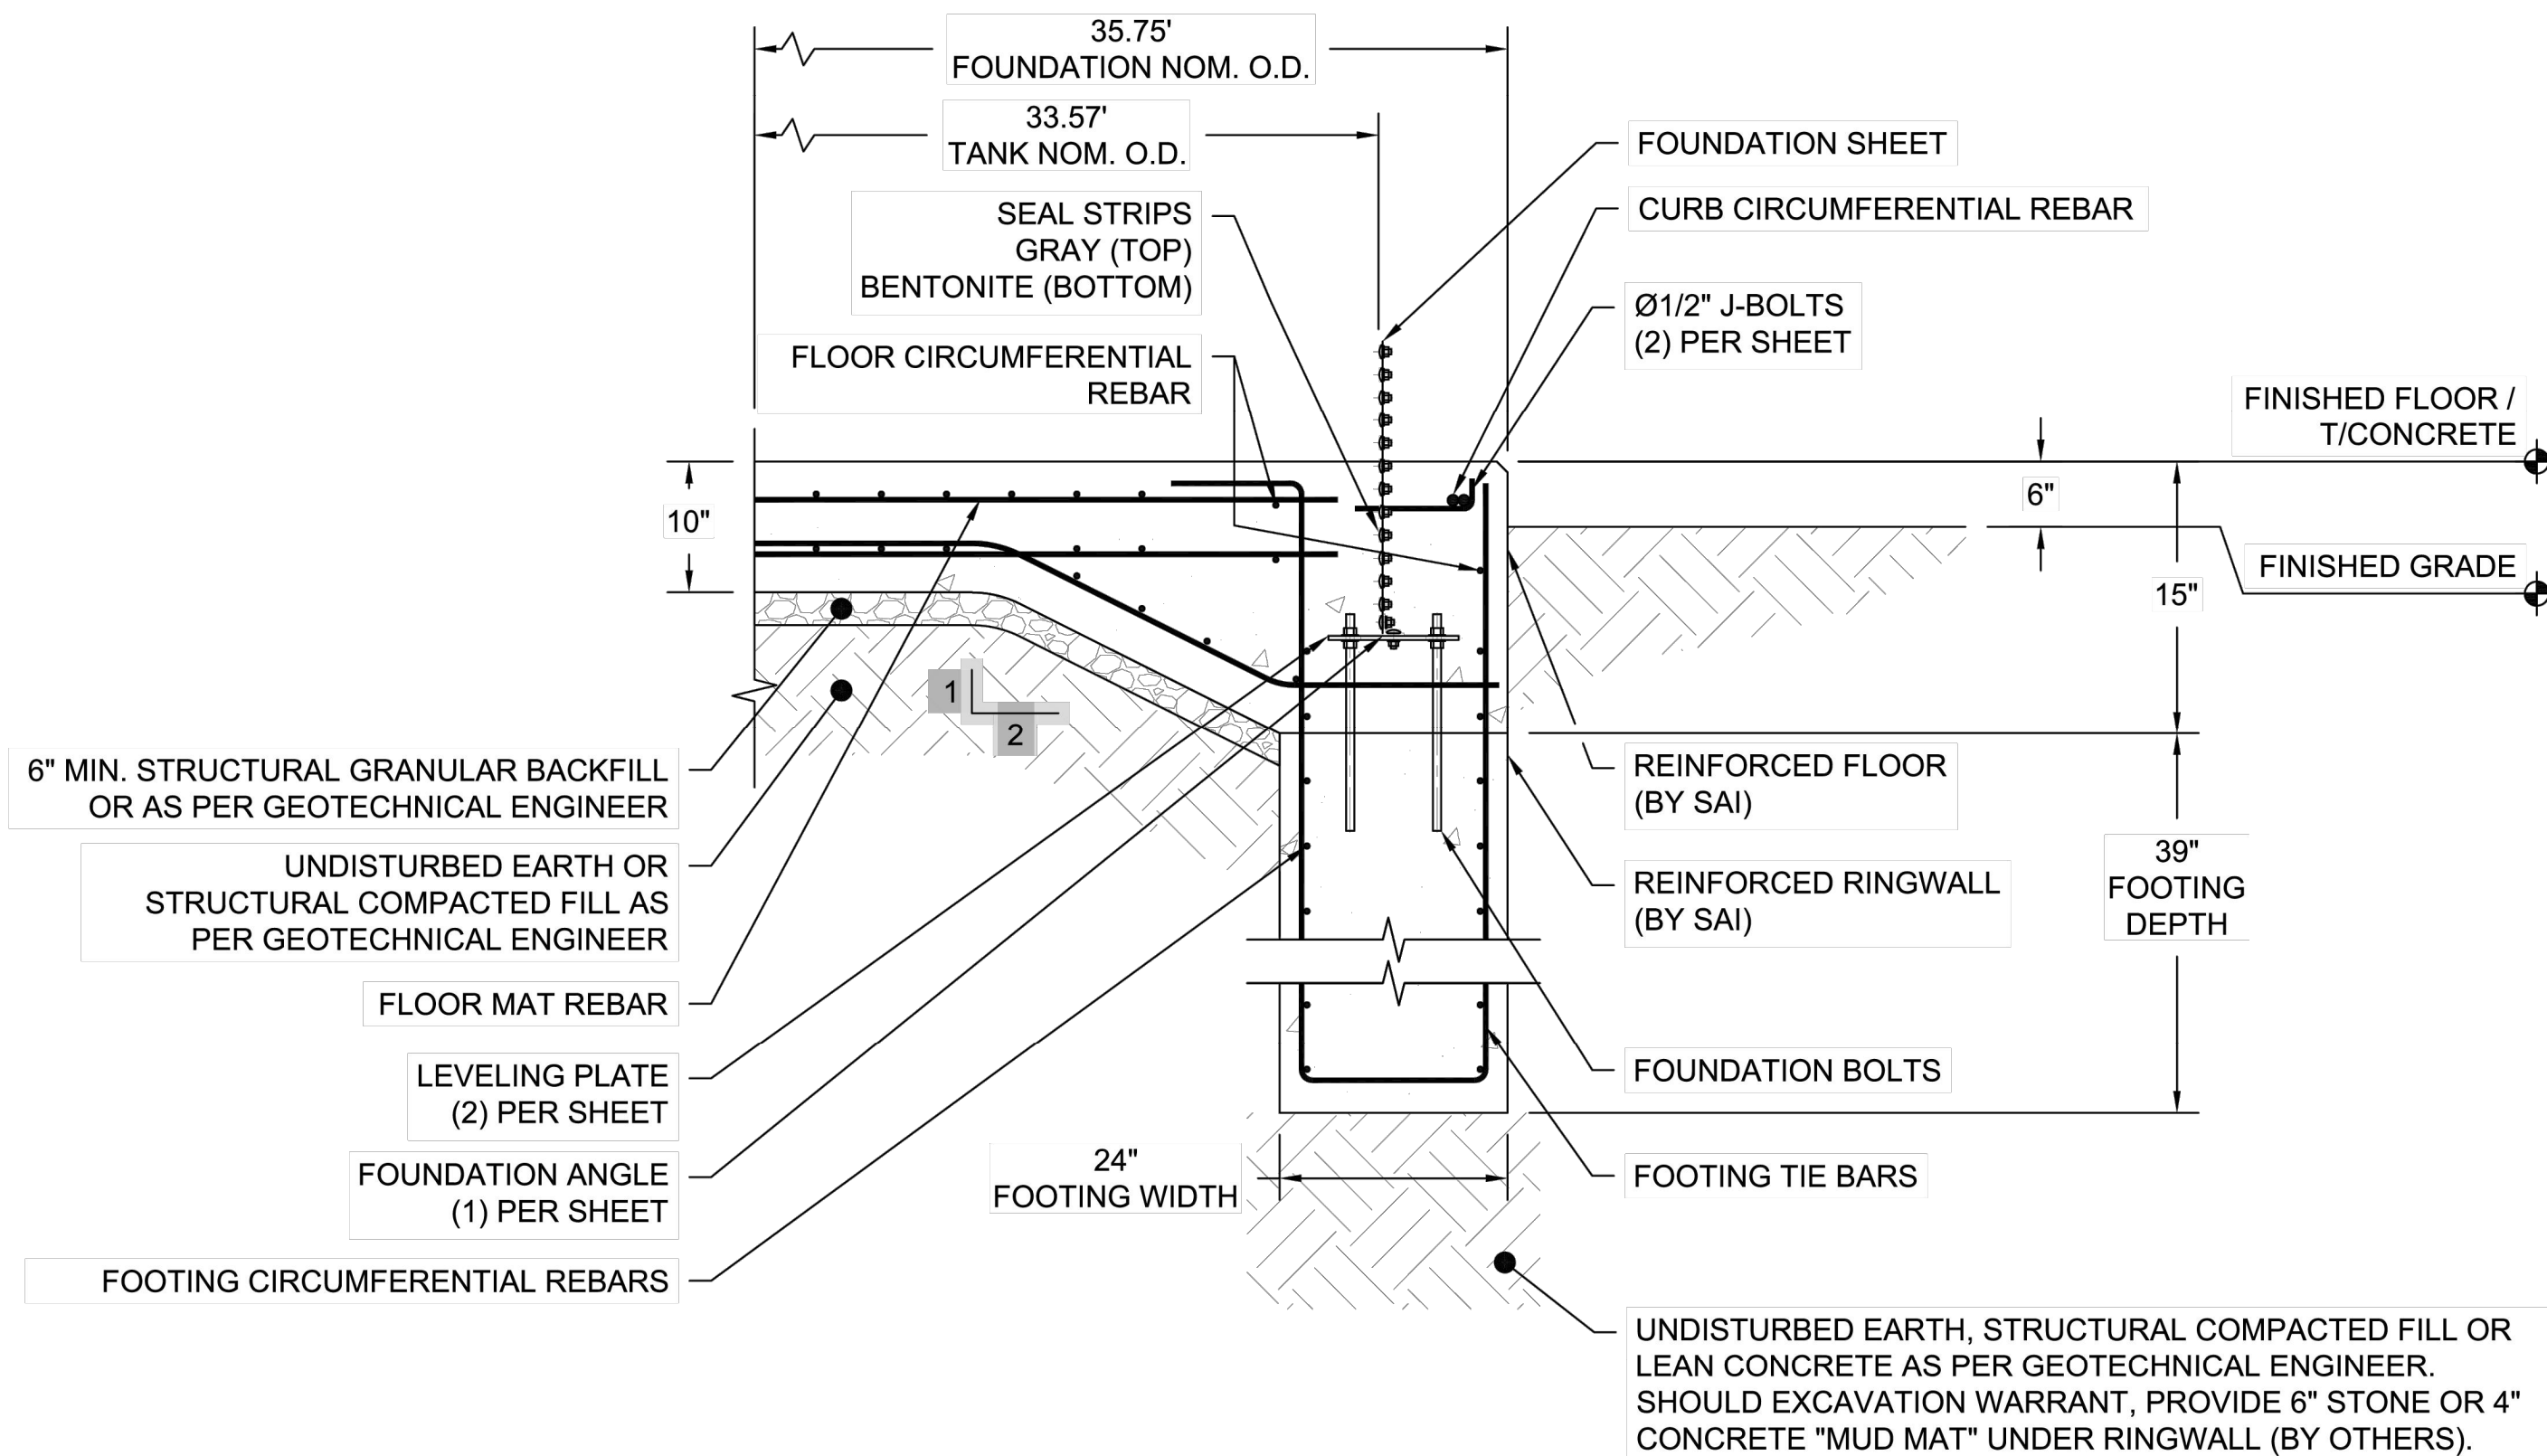 35.75'
FOUNDATION NOM. O.D.
33.57'
TANK NOM. O.D.
SEAL STRIPS
GRAY (TOP)
BENTONITE (BOTTOM)
FLOOR CIRCUMFERENTIAL
REBAR
FOUNDATION SHEET
CURB CIRCUMFERENTIAL REBAR
Ø1/2" J-BOLTS
(2) PER SHEET
FINISHED FLOOR /
T/CONCRETE
6"
FINISHED GRADE
15"
10"
1
2
6" MIN. STRUCTURAL GRANULAR BACKFILL
OR AS PER GEOTECHNICAL ENGINEER
UNDISTURBED EARTH OR
STRUCTURAL COMPACTED FILL AS
PER GEOTECHNICAL ENGINEER
FLOOR MAT REBAR
LEVELING PLATE
(2) PER SHEET
FOUNDATION ANGLE
(1) PER SHEET
FOOTING CIRCUMFERENTIAL REBARS
REINFORCED FLOOR
(BY SAI)
REINFORCED RINGWALL
(BY SAI)
39"
FOOTING
DEPTH
FOUNDATION BOLTS
24"
FOOTING WIDTH
FOOTING TIE BARS
UNDISTURBED EARTH, STRUCTURAL COMPACTED FILL OR
LEAN CONCRETE AS PER GEOTECHNICAL ENGINEER.
SHOULD EXCAVATION WARRANT, PROVIDE 6" STONE OR 4"
CONCRETE "MUD MAT" UNDER RINGWALL (BY OTHERS).